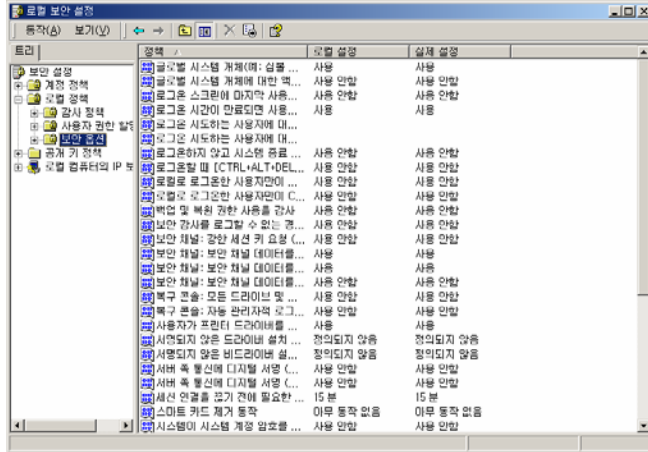 로컬 보안 설정
동작(A) 보기(V)
트리
정책 로컬 설정 실제 설정
보안 설정
계정 정책
로컬 정책
감사 정책
사용자 권한 할당
보안 옵션
공개 키 정책
로컬 컴퓨터의 IP 보
글로벌 시스템 개체(예: 심볼 ... 사용 사용
글로벌 시스템 개체에 대한 액... 사용 안함 사용 안함
로그온 스크린에 마지막 사용... 사용 안함 사용 안함
로그온 시간이 만료되면 사용... 사용 사용
로그온 시도하는 사용자에 대...
로그온 시도하는 사용자에 대...
로그온하지 않고 시스템 종료 ... 사용 안함 사용 안함
로그온할 때 [CTRL+ALT+DEL... 사용 안함 사용 안함
로컬로 로그온한 사용자만이 ... 사용 안함 사용 안함
로컬로 로그온한 사용자만이 C... 사용 안함 사용 안함
백업 및 복원 권한 사용을 감사 사용 안함 사용 안함
보안 감사를 로그할 수 없는 경... 사용 안함 사용 안함
보안 채널: 강한 세션 키 요청 (... 사용 안함 사용 안함
보안 채널: 보안 채널 데이터를... 사용 사용
보안 채널: 보안 채널 데이터를... 사용 사용
보안 채널: 보안 채널 데이터를... 사용 안함 사용 안함
복구 콘솔: 모든 드라이브 및 ... 사용 안함 사용 안함
복구 콘솔: 자동 관리자적 로그... 사용 안함 사용 안함
사용자가 프린터 드라이버를 ... 사용 사용
서명되지 않은 드라이버 설치 ... 정의되지 않음 정의되지 않음
서명되지 않은 비드라이버 설... 정의되지 않음 정의되지 않음
서버 쪽 통신에 디지털 서명 (... 사용 안함 사용 안함
서버 쪽 통신에 디지털 서명 (... 사용 안함 사용 안함
세션 연결을 끊기 전에 필요한 ... 15 분 15 분
스마트 카드 제거 동작 아무 동작 없음 아무 동작 없음
시스템이 시스템 계정 암호를 ... 사용 안함 사용 안함